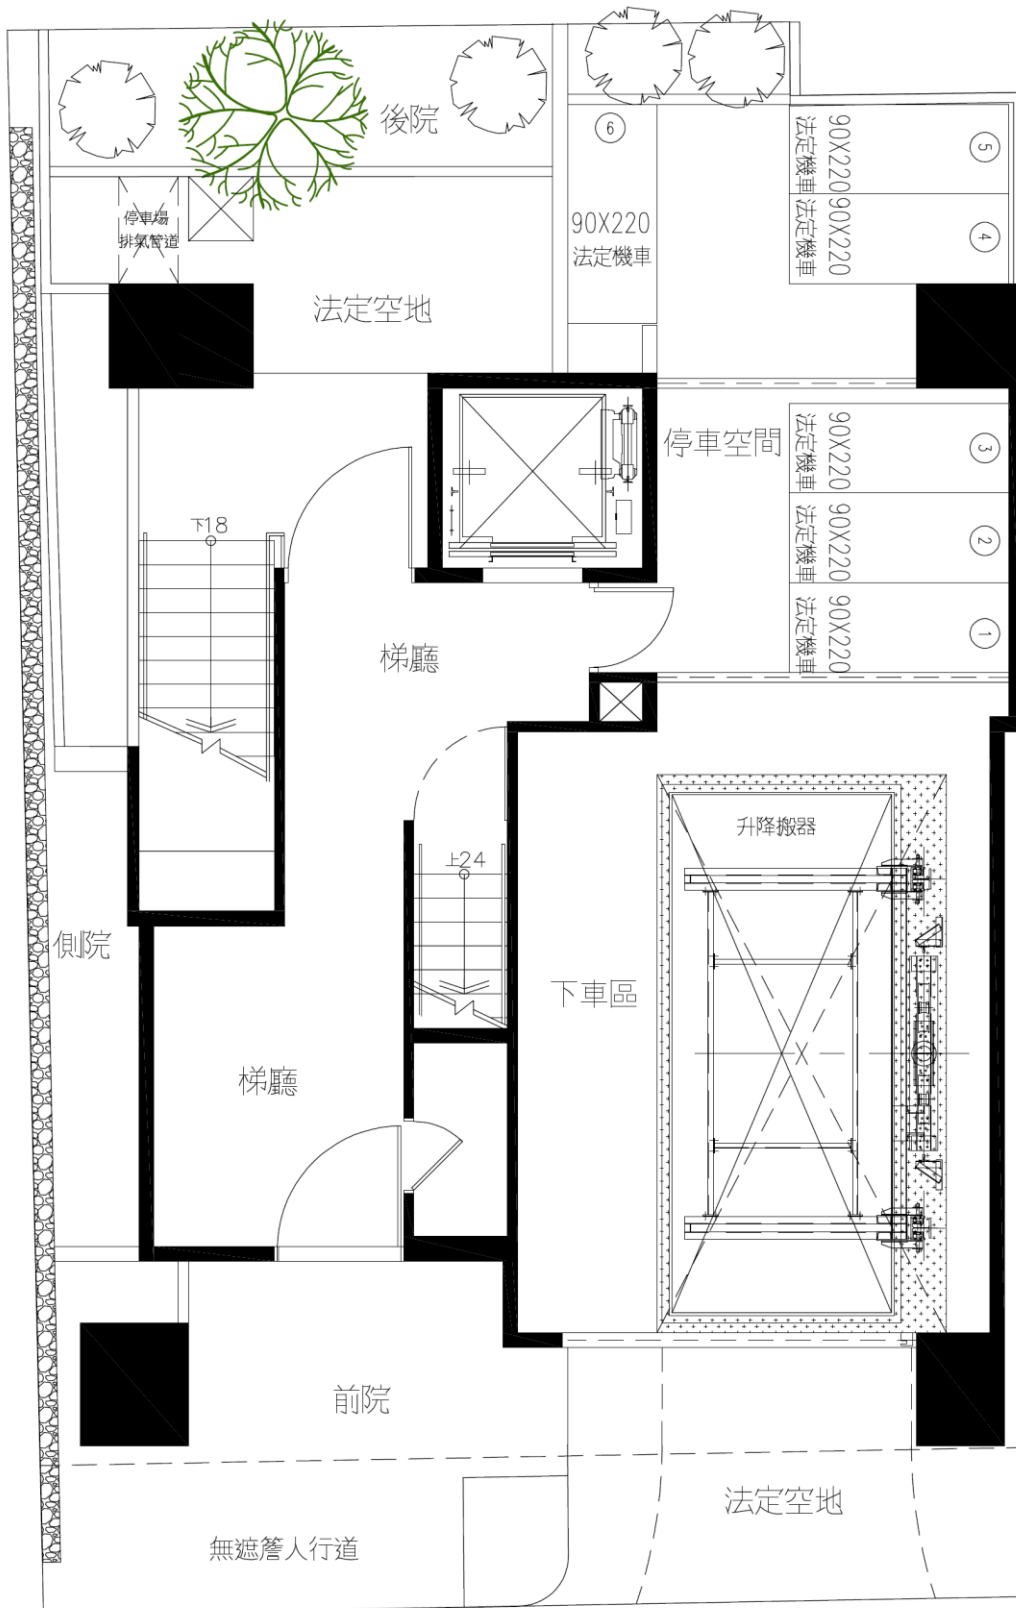 後院
⑥
90X220
法定機車
90X220
法定機車
⑤
90X220
法定機車
④
停車場
排氣管道
法定空地
停車空間
90X220
法定機車
③
90X220
法定機車
②
90X220
法定機車
①
下18
梯廳
升降搬器
上24
側院
下車區
梯廳
前院
法定空地
無遮簷人行道